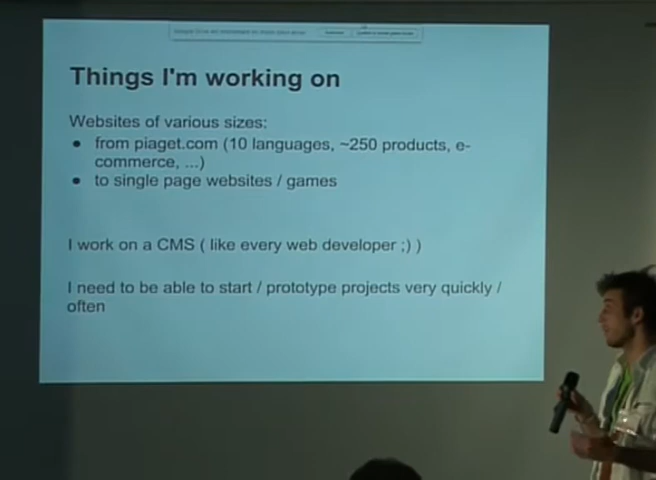 Things I'm working on
Websites of various sizes:
● from piaget.com (10 languages, ~250 products, e-
commerce, ...)
● to single page websites / games
I work on a CMS ( like every web developer ;) )
I need to be able to start / prototype projects very quickly /
often